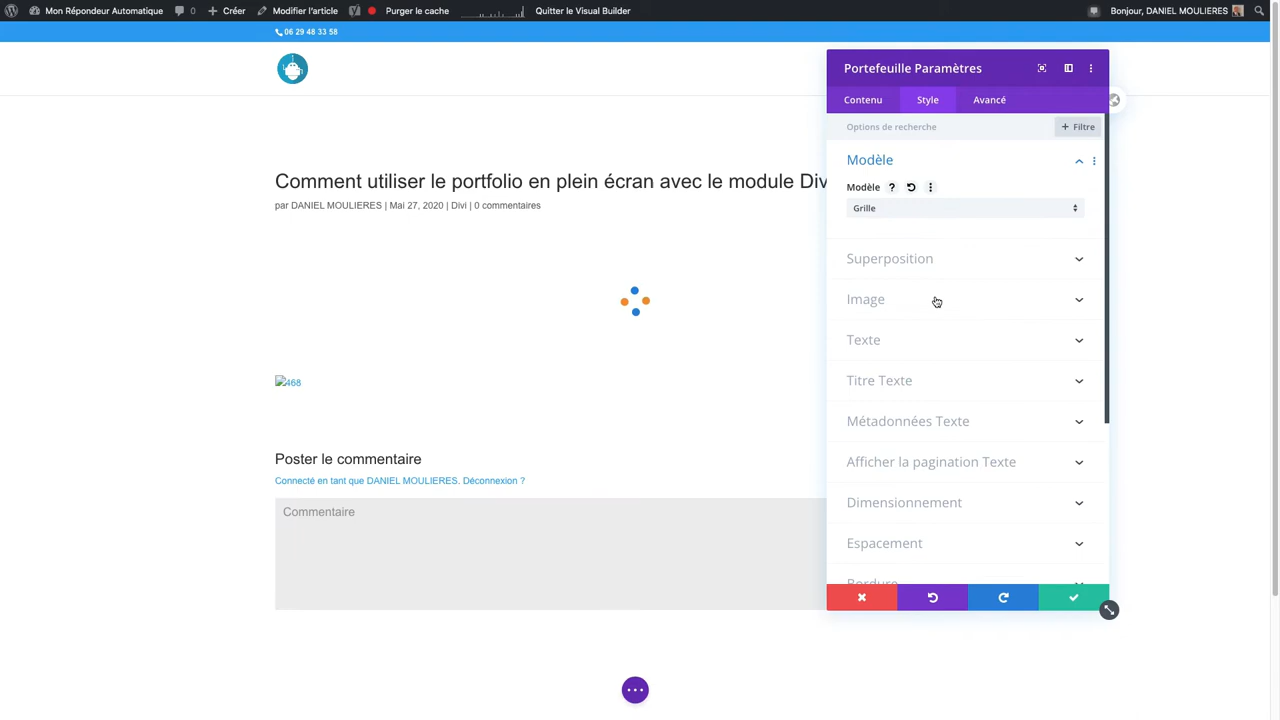 Mon Répondeur Automatique 0 Créer Modifier l'article Purger le cache Quitter le Visual Builder Bonjour, DANIEL MOULIERES
06 29 48 33 58
Portefeuille Paramètres
Contenu Style Avancé
Options de recherche + Filtre
Modèle
Modèle ?
Grille
Comment utiliser le portfolio en plein écran avec le module Div
par DANIEL MOULIERES | Mai 27, 2020 | Divi | 0 commentaires
Superposition
Image
Texte
Titre Texte
468
Métadonnées Texte
Poster le commentaire
Afficher la pagination Texte
Connecté en tant que DANIEL MOULIERES. Déconnexion ?
Dimensionnement
Commentaire
Espacement
Bordure